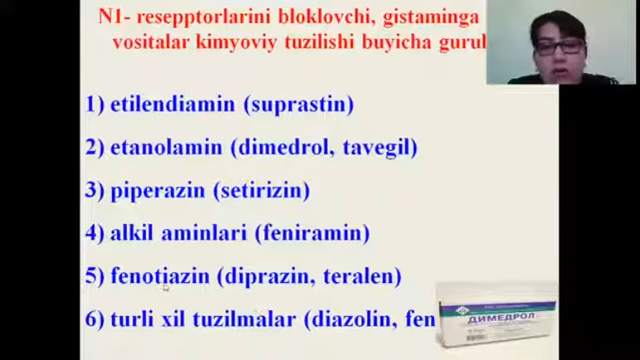 N1- resepptorlarini bloklovchi, gistaminga
vositalar kimyoviy tuzilishi buyicha guruh
1) etilendiamin (suprastin)
2) etanolamin (dimedrol, tavegil)
3) piperazin (setirizin)
4) alkil aminlari (feniramin)
5) fenotiazin (diprazin, teralen)
6) turli xil tuzilmalar (diazolin, fen
ДИМЕДРОЛ